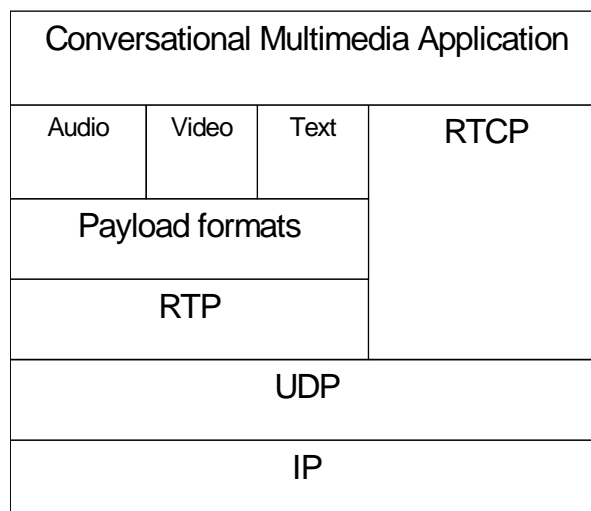 Conversational Multimedia Application
Audio
Video
Text
RTCP
Payload formats
RTP
UDP
IP